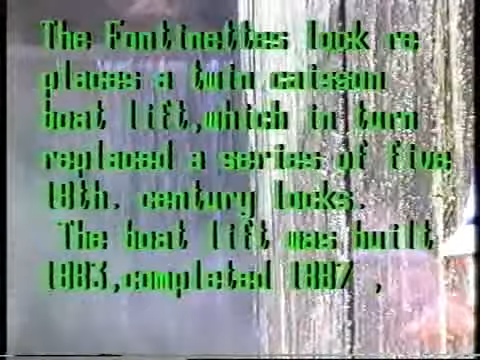 The Fontinettes lock re
places a twin caisson
boat lift,which in turn
replaced a series of five
18th. century locks.
The boat lift was built
1883,completed 1887 ,